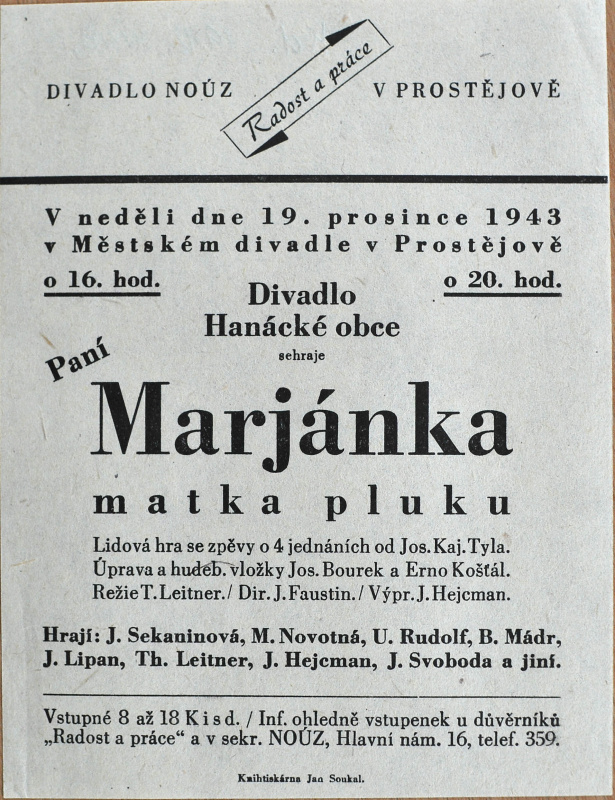 DIVADLO NOÚZ Radost a práce V PROSTĚJOVĚ
V neděli dne 19. prosince 1943
v Městském divadle v Prostějově
o 16. hod. o 20. hod.
Divadlo
Hanácké obce
sehraje
Paní
Marjánka
matka pluku
Lidová hra se zpěvy o 4 jednáních od Jos. Kaj. Tyla.
Úprava a hudeb. vložky Jos. Bourek a Erno Košťál.
Režie T. Leitner. / Dir. J. Faustin. / Výpr. J. Hejcman.
Hrají: J. Sekaninová, M. Novotná, U. Rudolf, B. Mádr,
J. Lipan, Th. Leitner, J. Hejcman, J. Svoboda a jiní.
Vstupné 8 až 18 K i s d. / Inf. ohledně vstupenek u důvěrníků
„Radost a práce“ a v sekr. NOÚZ, Hlavní nám. 16, telef. 359.
Knihtiskárna Jan Soukal.